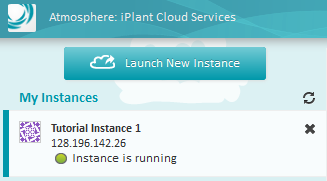 Atmosphere: iPlant Cloud Services
Launch New Instance
My Instances
Tutorial Instance 1
128.196.142.26
Instance is running